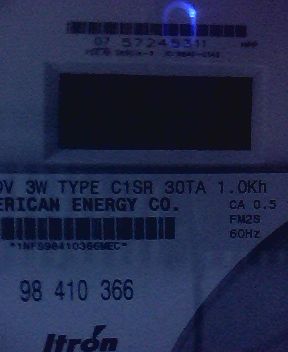 07 57245311
0V 3W TYPE C1SR 30TA 1.0Kh
ERICAN ENERGY CO. CA 0.5
FM2S
60Hz
*1NFS98410366MEC*
98 410 366
Itron